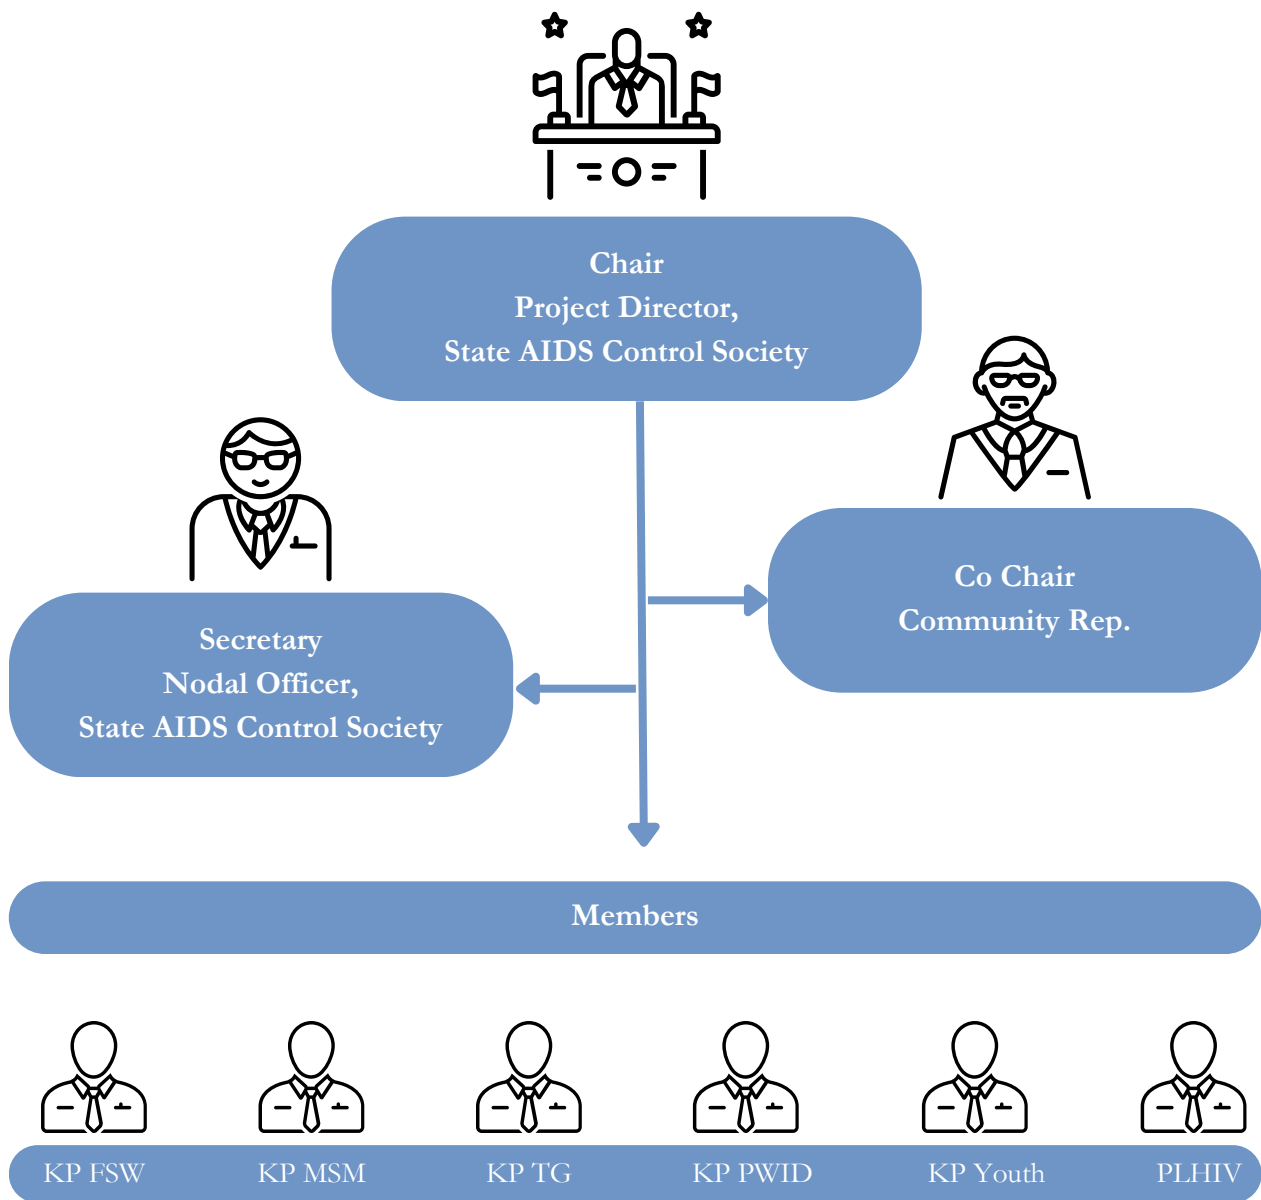 Chair
Project Director,
State AIDS Control Society
Co Chair
Community Rep.
Secretary
Nodal Officer,
State AIDS Control Society
Members
KP FSW
KP MSM
KP TG
KP PWID
KP Youth
PLHIV